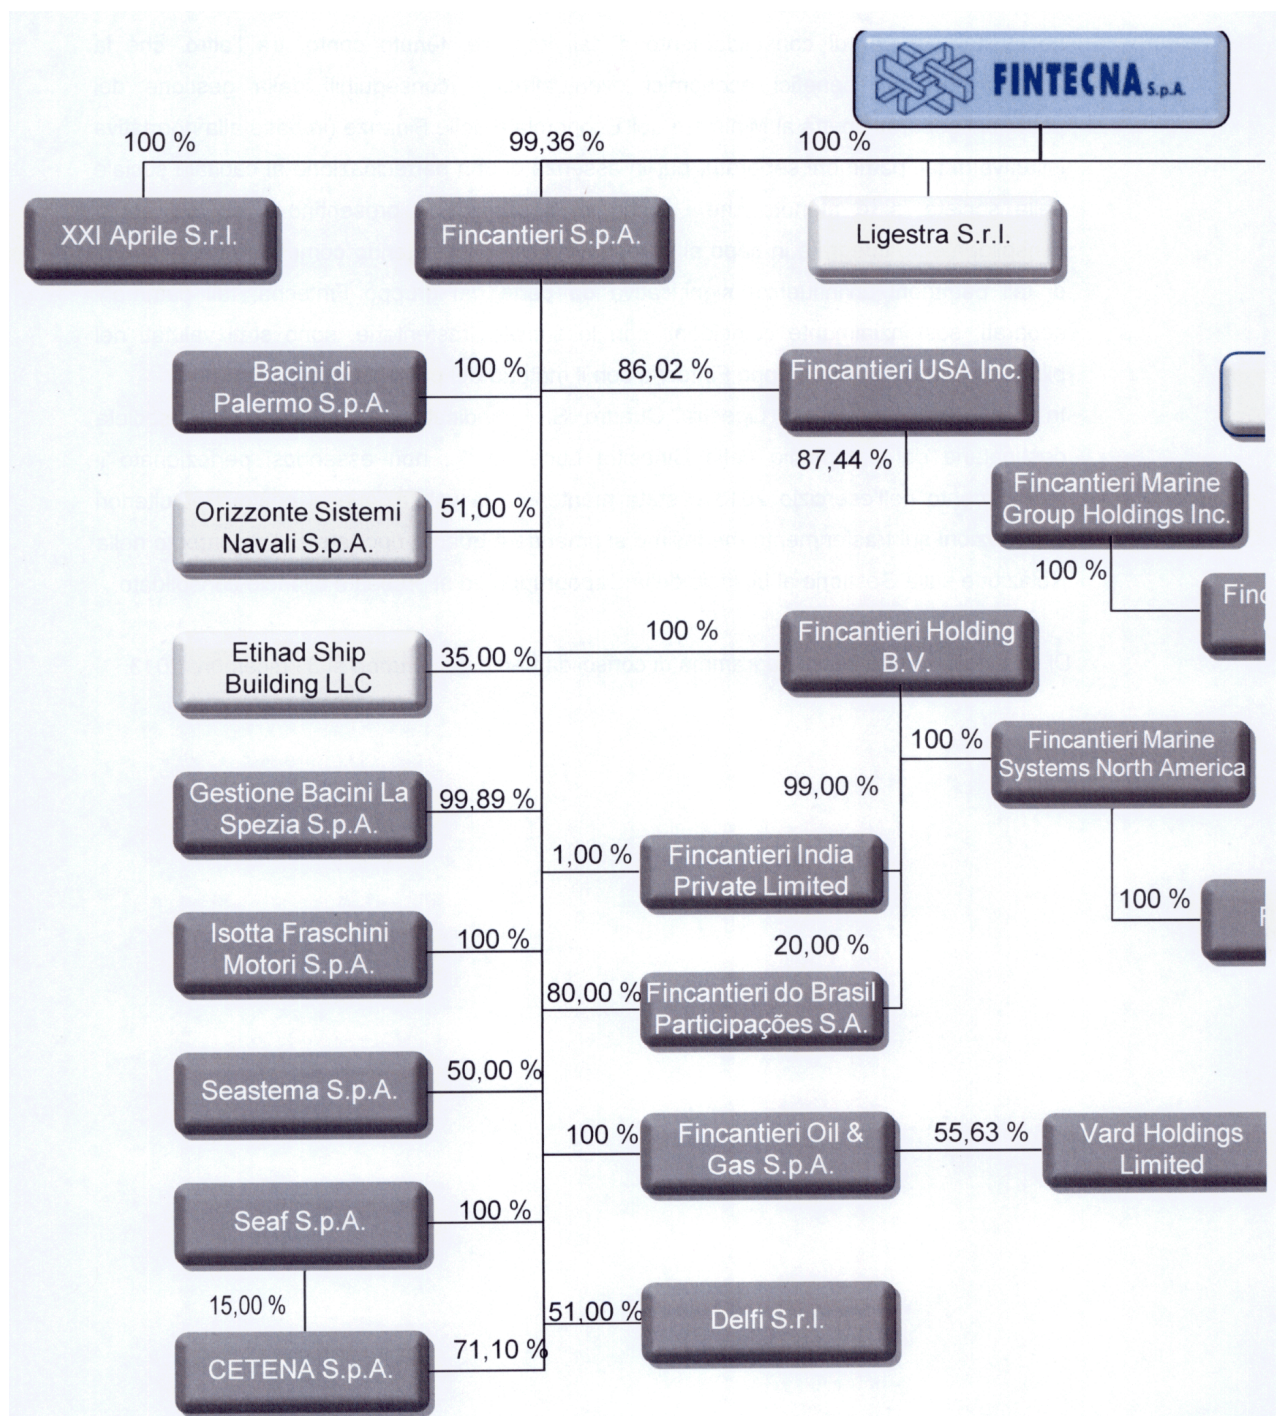 FINTECNA S.p.A.
100 %
99,36 %
100 %
XXI Aprile S.r.l.
Fincantieri S.p.A.
Ligestra S.r.l.
Bacini di
Palermo S.p.A.
100 %
86,02 %
Fincantieri USA Inc.
87,44 %
Fincantieri Marine
Group Holdings Inc.
Orizzonte Sistemi
Navali S.p.A.
51,00 %
100 %
Etihad Ship
Building LLC
35,00 %
100 %
Fincantieri Holding
B.V.
100 %
Fincantieri Marine
Systems North America
99,00 %
Gestione Bacini La
Spezia S.p.A.
99,89 %
1,00 %
Fincantieri India
Private Limited
100 %
Isotta Fraschini
Motori S.p.A.
100 %
20,00 %
80,00 %
Fincantieri do Brasil
Participações S.A.
Seastema S.p.A.
50,00 %
100 %
Fincantieri Oil &
Gas S.p.A.
55,63 %
Vard Holdings
Limited
Seaf S.p.A.
100 %
15,00 %
51,00 %
Delfi S.r.l.
CETENA S.p.A.
71,10 %